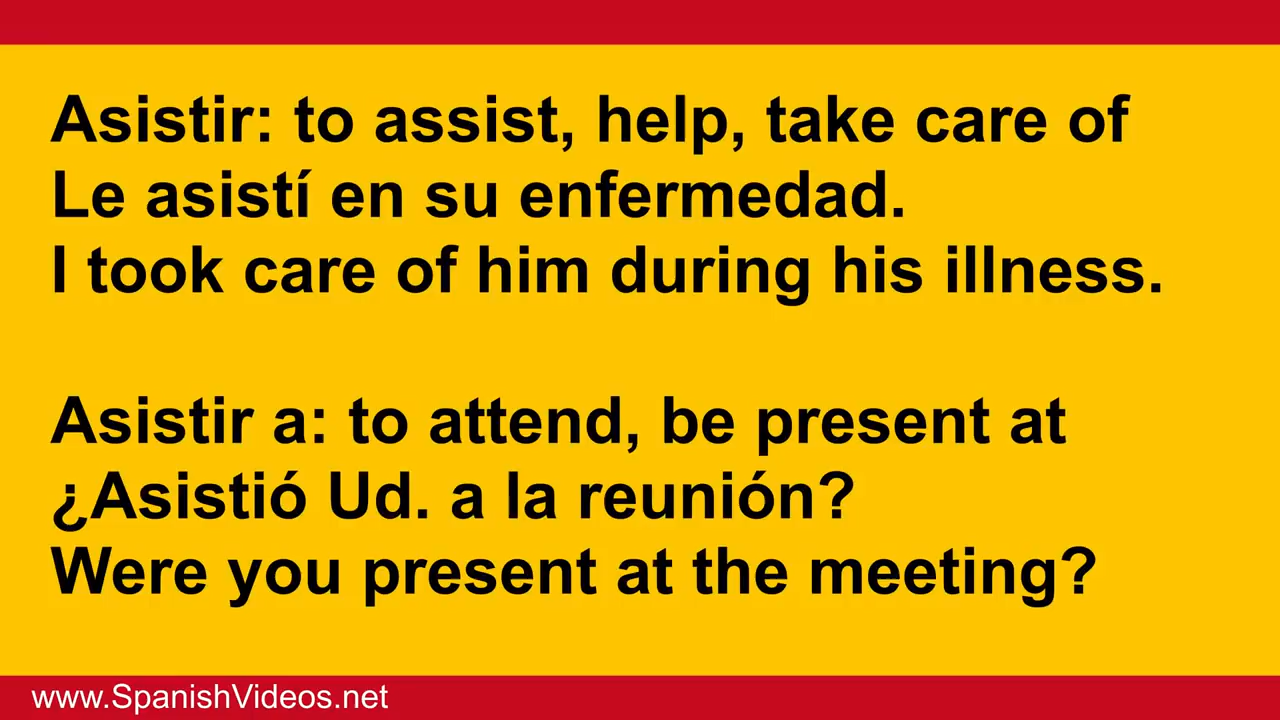 Asistir: to assist, help, take care of
Le asistí en su enfermedad.
I took care of him during his illness.
Asistir a: to attend, be present at
¿Asistió Ud. a la reunión?
Were you present at the meeting?
www.SpanishVideos.net